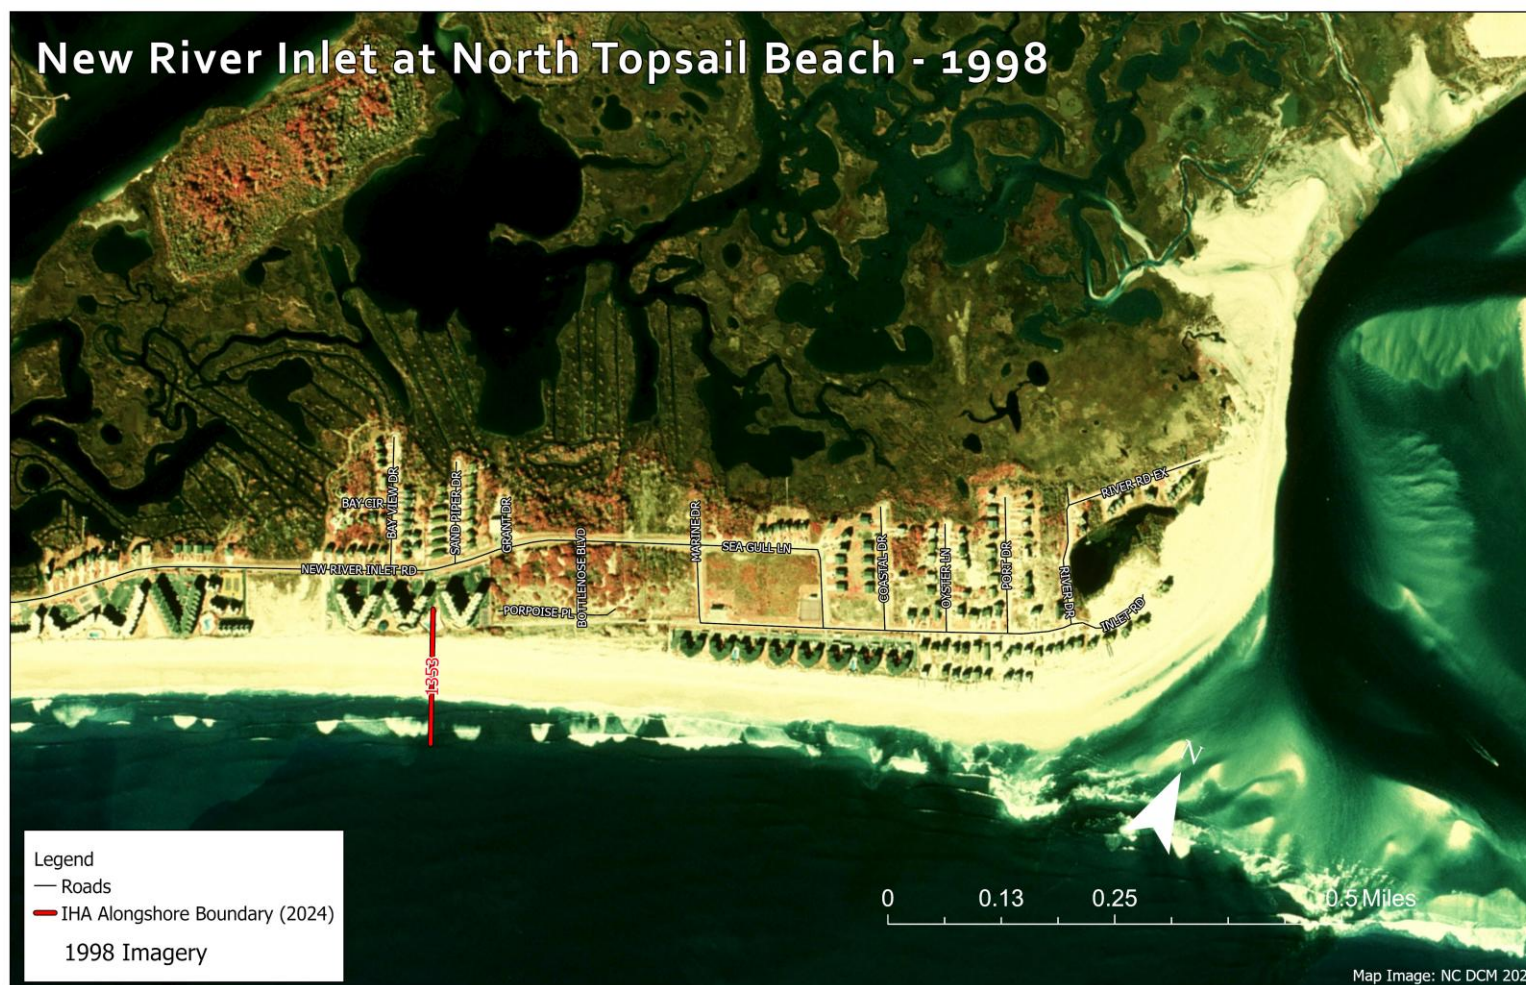 New River Inlet at North Topsail Beach - 1998
BAY CIR
BAY VIEW DR
SAND PIPER DR
GRANT DR
BOTTLENOSE BLVD
MARINE DR
SEA GULL LN
COASTAL DR
OYSTER LN
PORT DR
RIVER DR
RIVER RD EX
INLET RD
NEW RIVER INLET RD
PORPOISE PL
1353
N
Legend
Roads
IHA Alongshore Boundary (2024)
1998 Imagery
0 0.13 0.25 0.5 Miles
Map Image: NC DCM 202